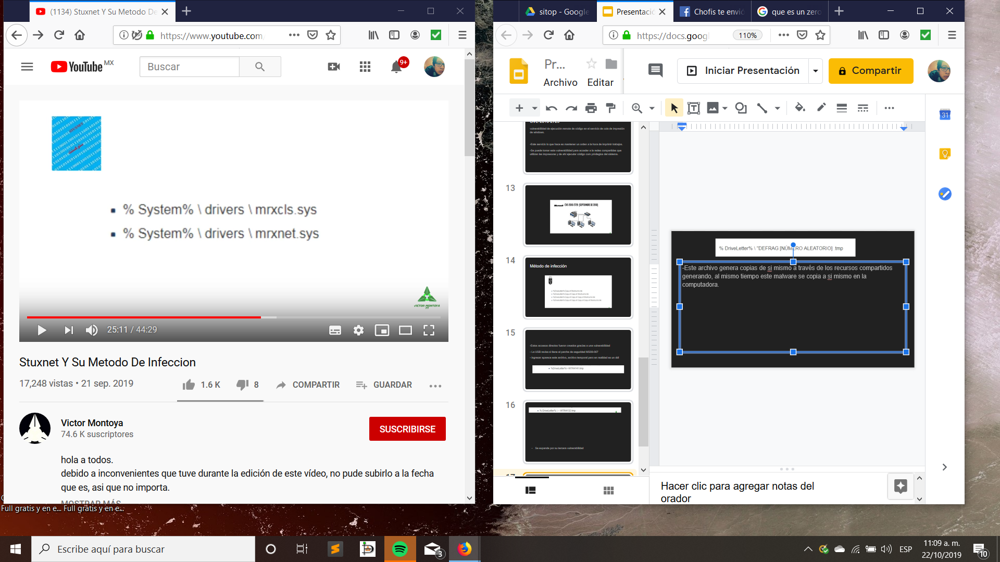 (1134) Stuxnet Y Su Metodo De
https://www.youtube.com/
YouTube MX
Buscar
9+
% System% \ drivers \ mrxcls.sys
% System% \ drivers \ mrxnet.sys
VICTOR MONTOYA
YT
25:11 / 44:29
Stuxnet Y Su Metodo De Infeccion
17,248 vistas • 21 sep. 2019
1.6 K
8
COMPARTIR
GUARDAR
Victor Montoya
74.6 K suscriptores
SUSCRIBIRSE
hola a todos.
debido a inconvenientes que tuve durante la edición de este vídeo, no pude subirlo a la fecha
que es, asi que no importa.
MOSTRAR MÁS
Full gratis y en e... Full gratis y en e...
sitop - Google
Presentació
Chofis te envió
que es un zero
https://docs.googl
110%
Pr...
Archivo Editar
Iniciar Presentación
Compartir
31
CVE-2010-2729
vulnerabilidad de ejecución remota de código en el servicio de cola de impresión
de windows.
-Este servicio lo que hace es mantener un orden a la hora de imprimir trabajos.
-Se puede tomar esta vulnerabilidad para acceder a la redes compartidas que
utilizan las impresoras y de ahí ejecutar código con privilegios del sistema.
13
Microsoft CVE-2010-2729 (SEPTIEMBRE DE 2010)
14
Método de infección
15
-Estos accesos directos fueron creados gracias a una vulnerabilidad
- La USB revisa si tiene el parche de seguridad
- Ingresar aparece este archivo, archivo temporal pero en realidad es un dll
%DriveLetter%\~WTR4141.tmp
16
% DriveLetter% \ ~ WTR4132.tmp
- Se expande por su tercera vulnerabilidad
17
% DriveLetter% \ "DEFRAG [NÚMERO ALEATORIO] .tmp
-Este archivo genera copias de si mismo a través de los recursos compartidos
generando, al mismo tiempo este malware se copia a si mismo en la
computadora.
Hacer clic para agregar notas del
orador
Escribe aquí para buscar
3
ESP
11:09 a. m.
22/10/2019
10